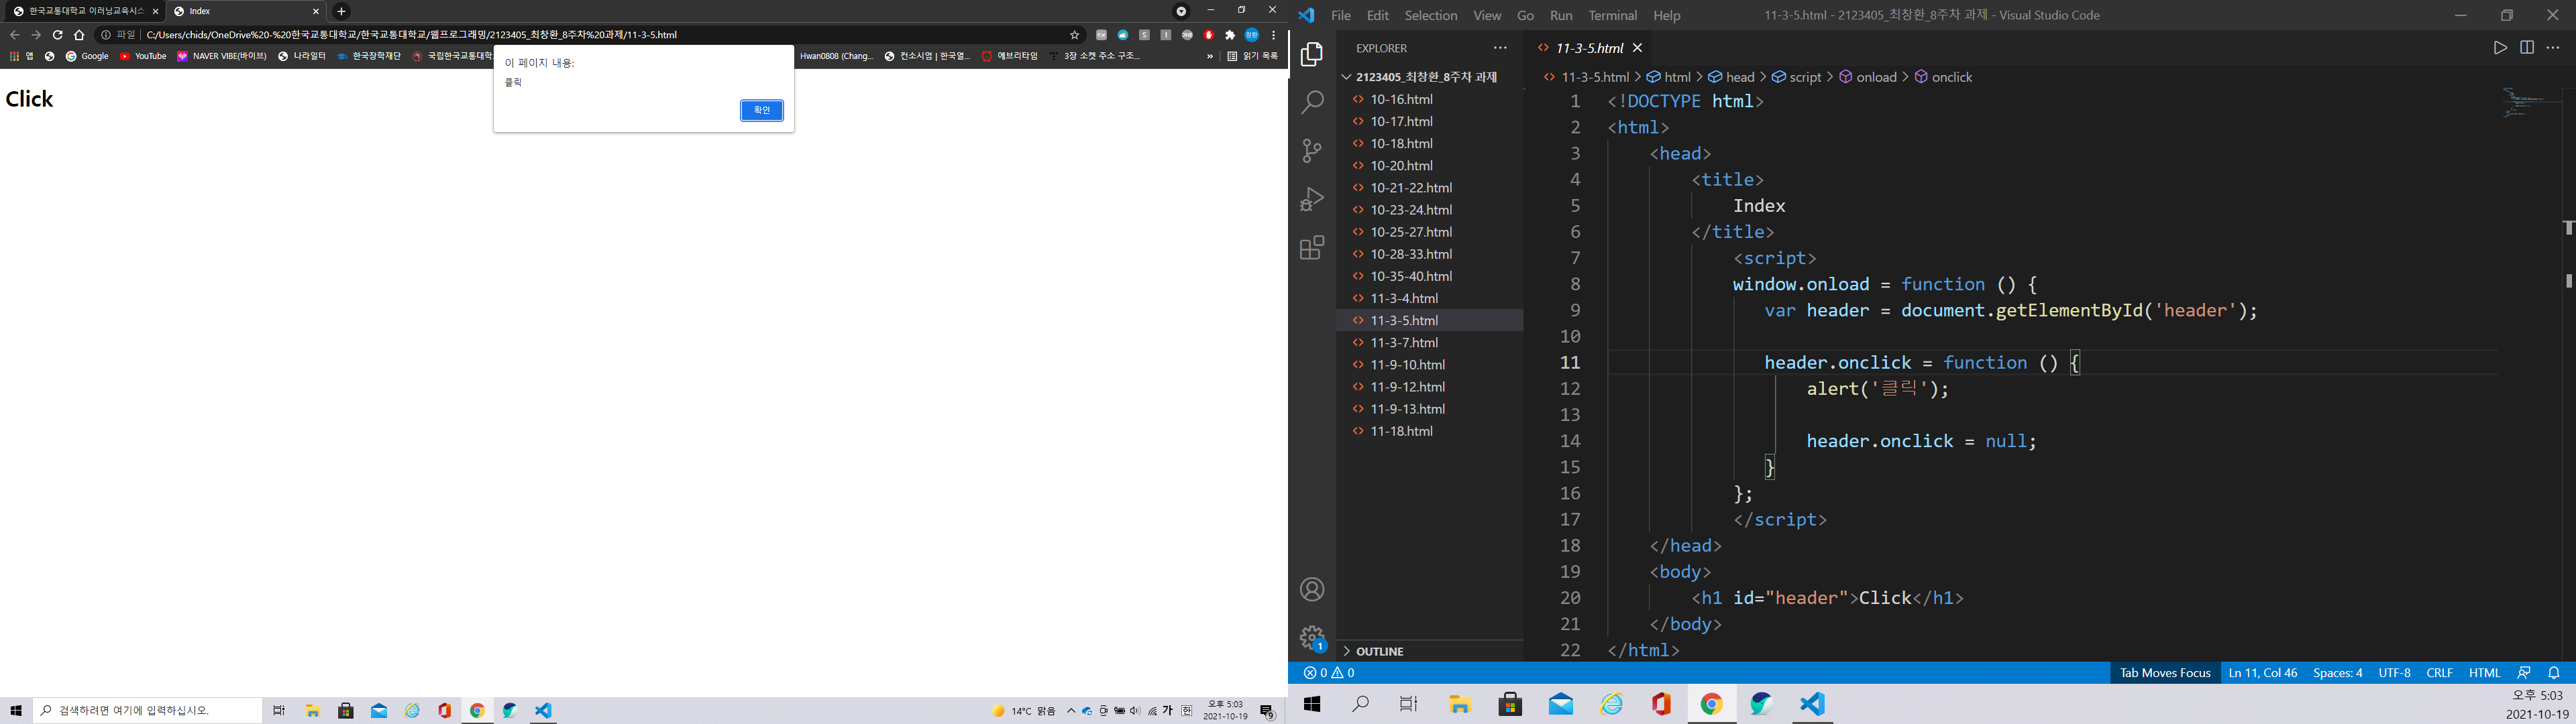 한국교통대학교 이러닝교육시스
Index
파일
C:/Users/chids/OneDrive%20-%20한국교통대학교/한국교통대학교/웹프로그래밍/2123405_최창환_8주차%20과제/11-3-5.html
앱
Google
YouTube
NAVER VIBE(바이브)
나라일터
한국장학재단
국립한국교통대학
Hwan0808 (Chang...
컨소시엄 | 한국열...
에브리타임
3장 소켓 주소 구조...
»
읽기 목록
이 페이지 내용:
클릭
확인
Click
검색하려면 여기에 입력하십시오.
14°C 맑음
가
오후 5:03
2021-10-19
File Edit Selection View Go Run Terminal Help
11-3-5.html - 2123405_최창환_8주차 과제 - Visual Studio Code
EXPLORER
2123405_최창환_8주차 과제
10-16.html
10-17.html
10-18.html
10-20.html
10-21-22.html
10-23-24.html
10-25-27.html
10-28-33.html
10-35-40.html
11-3-4.html
11-3-5.html
11-3-7.html
11-9-10.html
11-9-12.html
11-9-13.html
11-18.html
OUTLINE
11-3-5.html
11-3-5.html > html > head > script > onload > onclick
1 <!DOCTYPE html>
2 <html>
3 <head>
4 <title>
5 Index
6 </title>
7 <script>
8 window.onload = function () {
9 var header = document.getElementById('header');
10
11 header.onclick = function () {
12 alert('클릭');
13
14 header.onclick = null;
15 }
16 };
17 </script>
18 </head>
19 <body>
20 <h1 id="header">Click</h1>
21 </body>
22 </html>
0 0
Tab Moves Focus
Ln 11, Col 46
Spaces: 4
UTF-8
CRLF
HTML
1
오후 5:03
2021-10-19